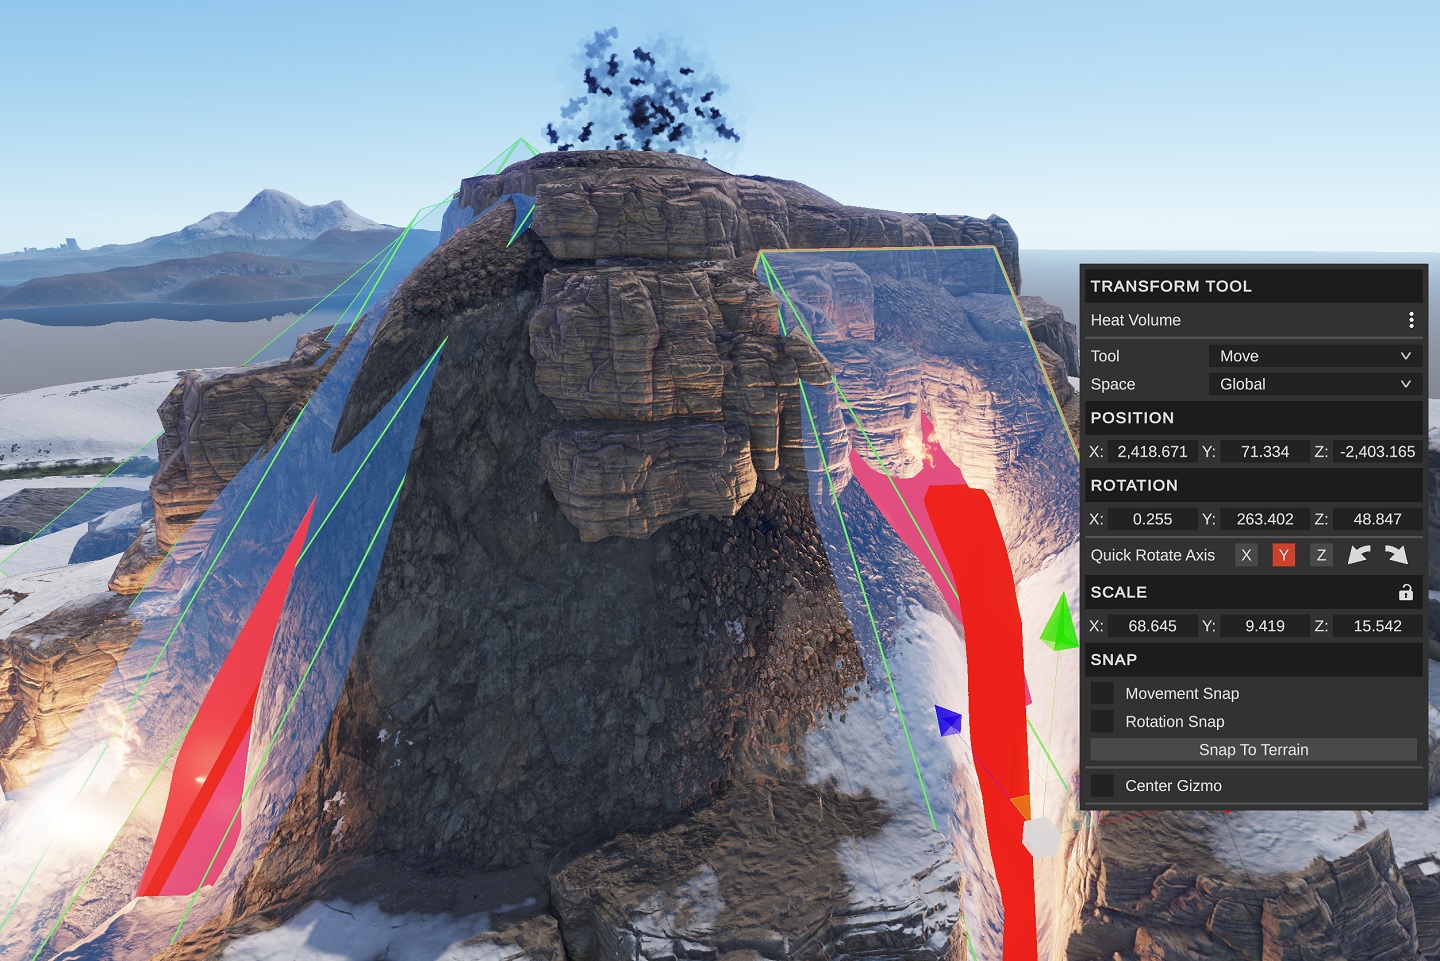 TRANSFORM TOOL
Heat Volume
Tool Move
Space Global
POSITION
X: 2,418.671 Y: 71.334 Z: -2,403.165
ROTATION
X: 0.255 Y: 263.402 Z: 48.847
Quick Rotate Axis X Y Z
SCALE
X: 68.645 Y: 9.419 Z: 15.542
SNAP
Movement Snap
Rotation Snap
Snap To Terrain
Center Gizmo